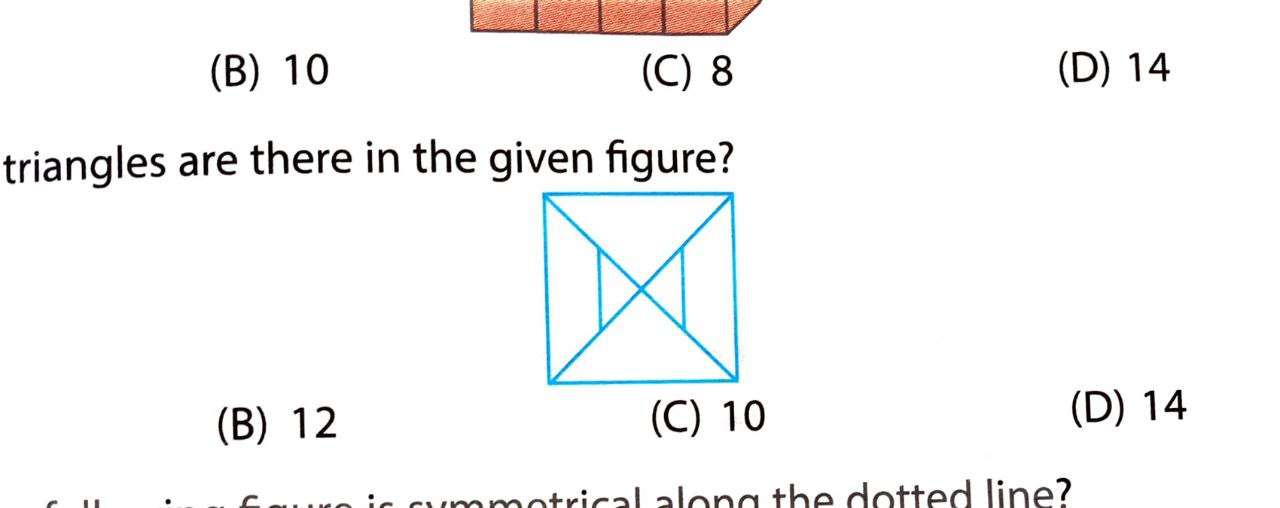 (B) 10 (C) 8 (D) 14
triangles are there in the given figure?
(B) 12 (C) 10 (D) 14
figure is symmetrical along the dotted line?